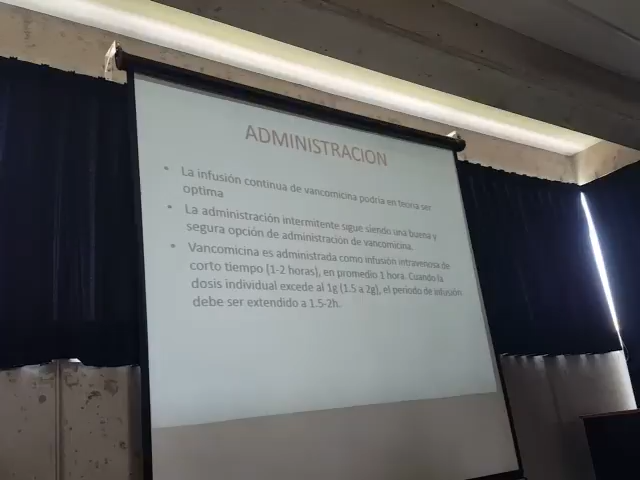 ADMINISTRACION
• La infusión continua de vancomicina podría en teoría ser
optima
• La administración intermitente sigue siendo una buena y
segura opción de administración de vancomicina.
• Vancomicina es administrada como infusión intravenosa de
corto tiempo (1-2 horas), en promedio 1 hora. Cuando la
dosis individual excede al 1g (1.5 a 2g), el periodo de infusión
debe ser extendido a 1.5-2h.